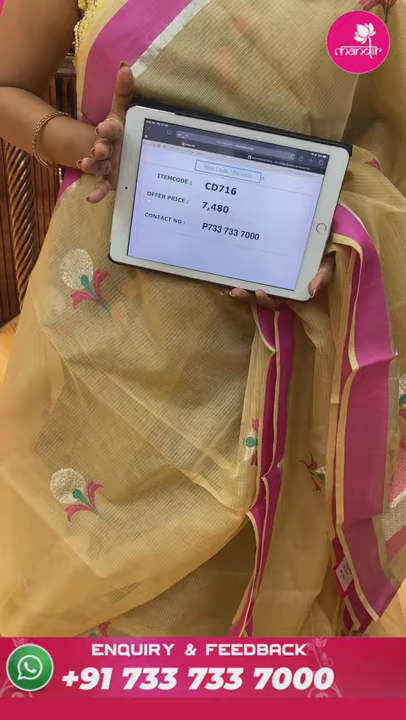 mandir
ITEMCODE : CD716
OFFER PRICE : 7,480
CONTACT NO : P733 733 7000
ENQUIRY & FEEDBACK
+91 733 733 7000